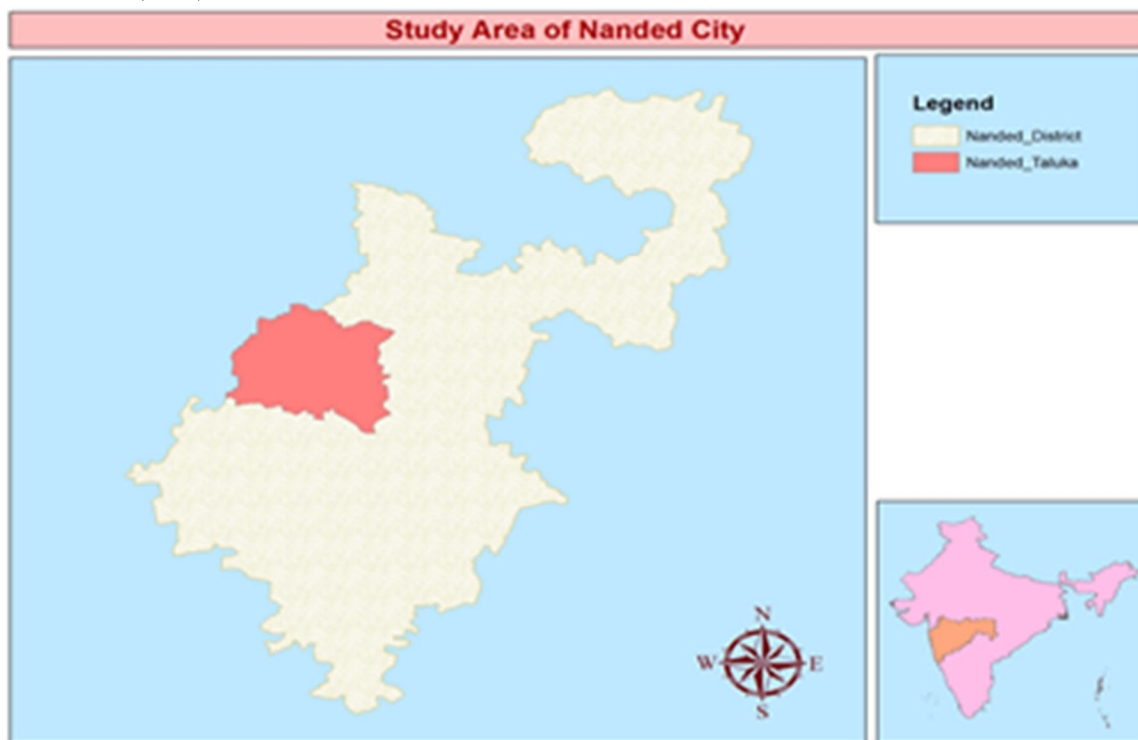 Study Area of Nanded City
Legend
Nanded_District
Nanded_Taluka
N
W E
S